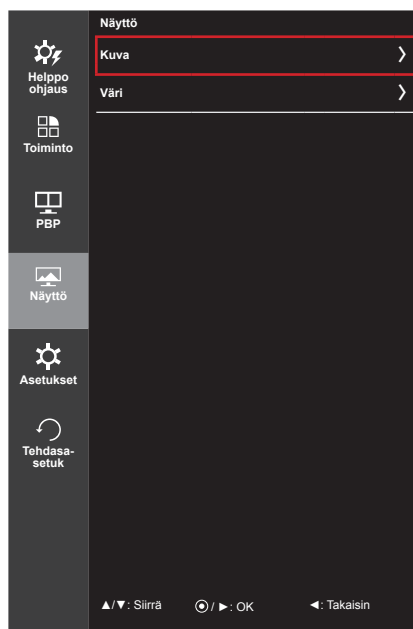 Näyttö
Kuva
Väri
Helppo
ohjaus
Toiminto
PBP
Näyttö
Asetukset
Tehdasa-
setuk
▲/▼: Siirrä
/ ►: OK
◄: Takaisin